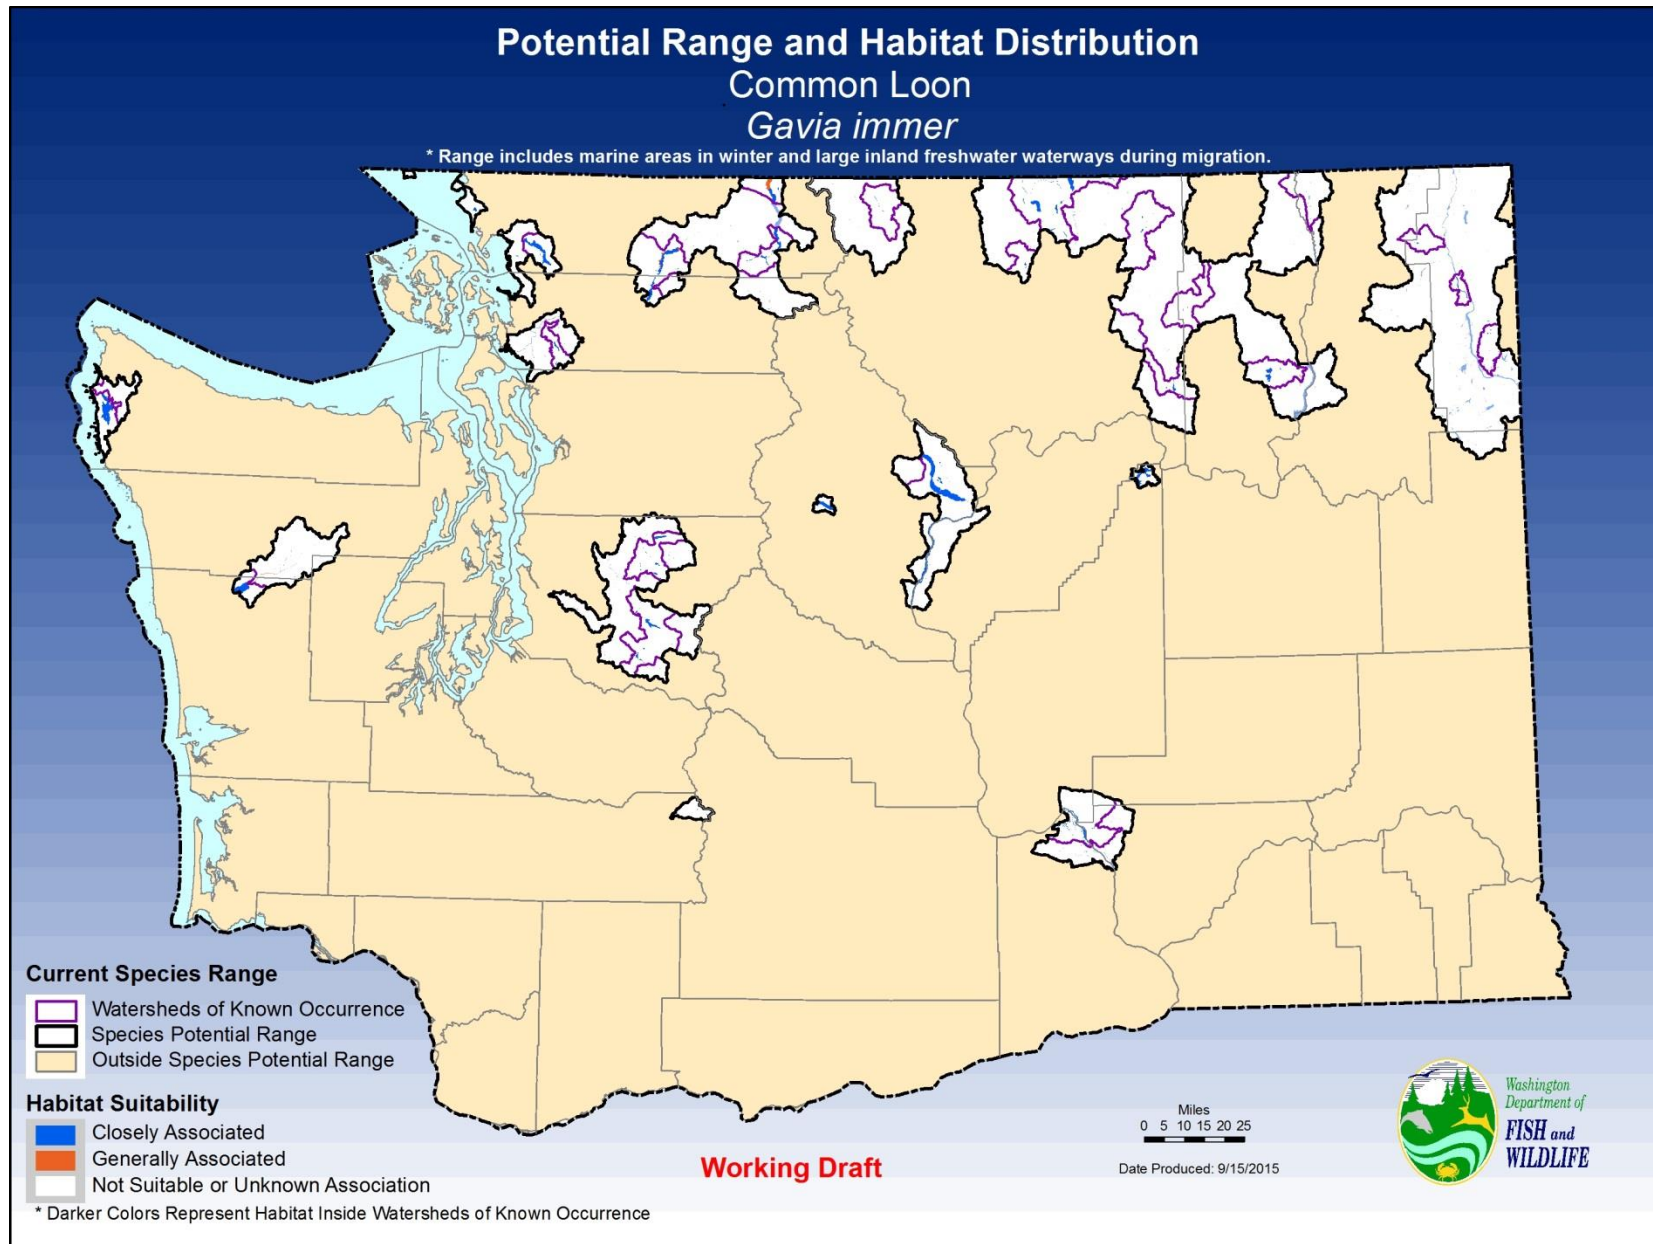 Potential Range and Habitat Distribution
Common Loon
Gavia immer
* Range includes marine areas in winter and large inland freshwater waterways during migration.
Current Species Range
Watersheds of Known Occurrence
Species Potential Range
Outside Species Potential Range
Habitat Suitability
Closely Associated
Generally Associated
Not Suitable or Unknown Association
* Darker Colors Represent Habitat Inside Watersheds of Known Occurrence
Working Draft
Miles
0 5 10 15 20 25
Date Produced: 9/15/2015
Washington
Department of
FISH and
WILDLIFE